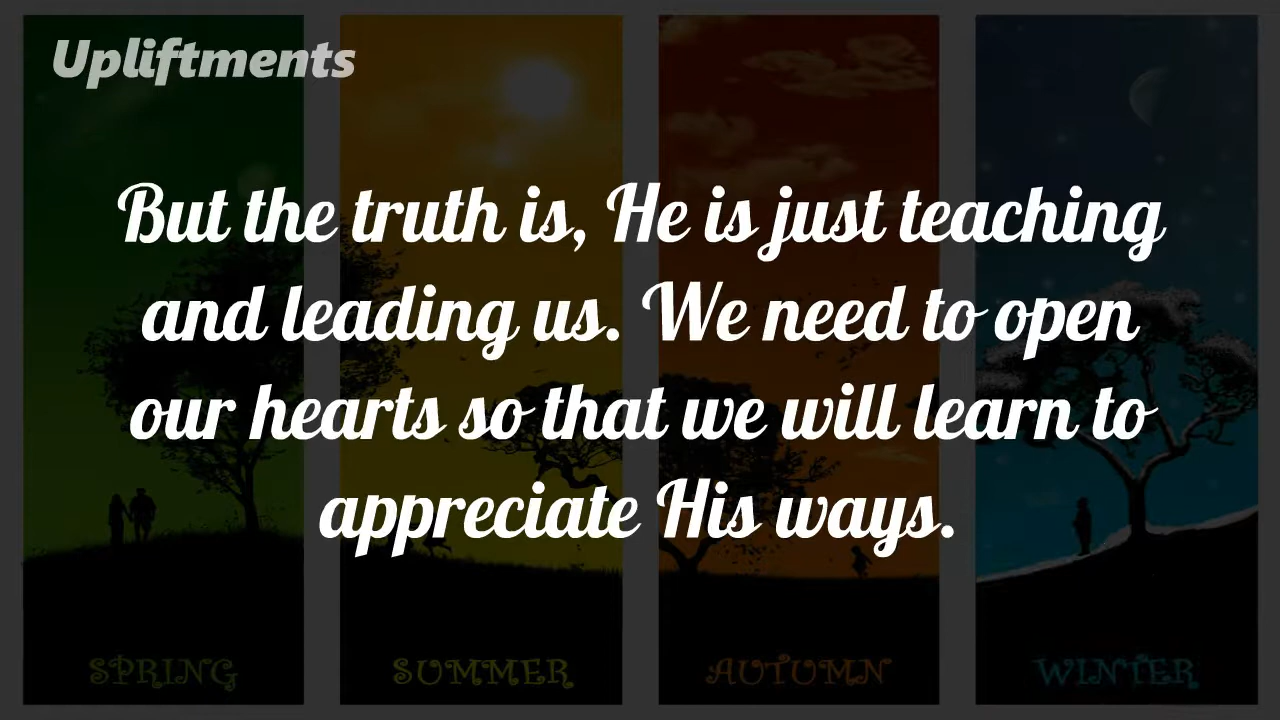 Upliftments
But the truth is, He is just teaching
and leading us. We need to open
our hearts so that we will learn to
appreciate His ways.
SPRING
SUMMER
AUTUMN
WINTER